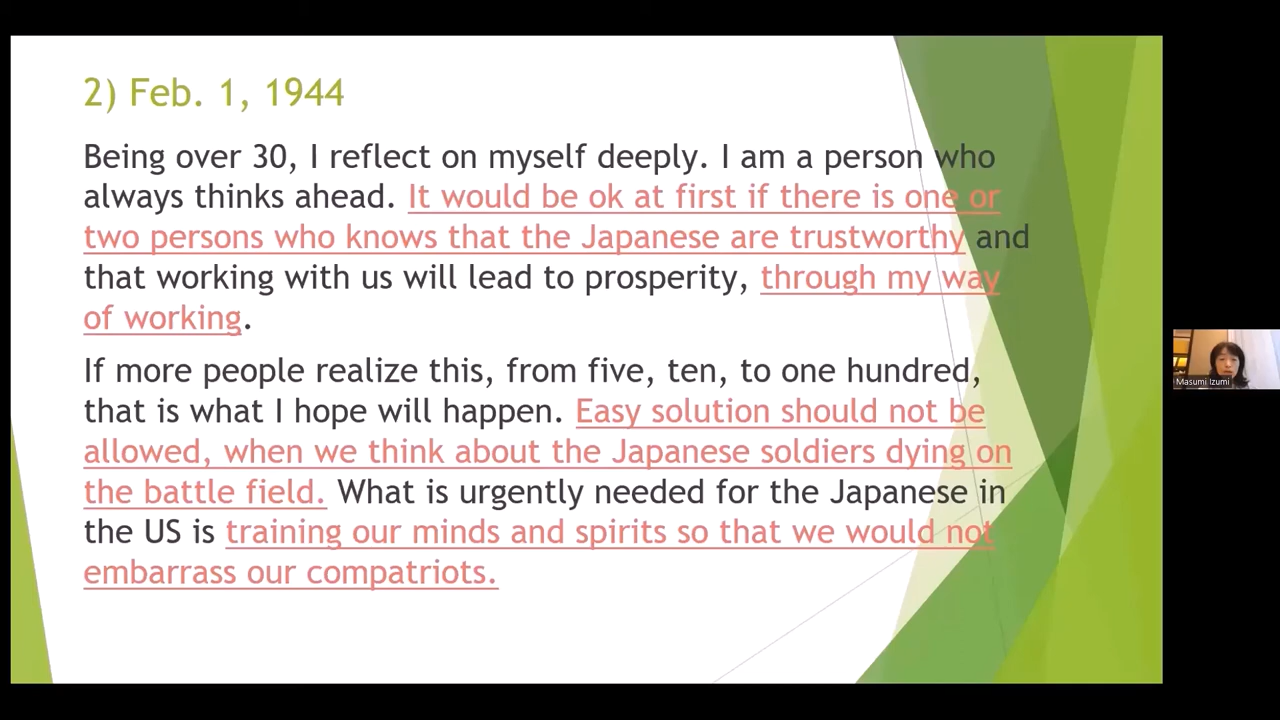 2) Feb. 1, 1944
Being over 30, I reflect on myself deeply. I am a person who
always thinks ahead. It would be ok at first if there is one or
two persons who knows that the Japanese are trustworthy and
that working with us will lead to prosperity, through my way
of working.
If more people realize this, from five, ten, to one hundred,
that is what I hope will happen. Easy solution should not be
allowed, when we think about the Japanese soldiers dying on
the battle field. What is urgently needed for the Japanese in
the US is training our minds and spirits so that we would not
embarrass our compatriots.
Masumi Izumi